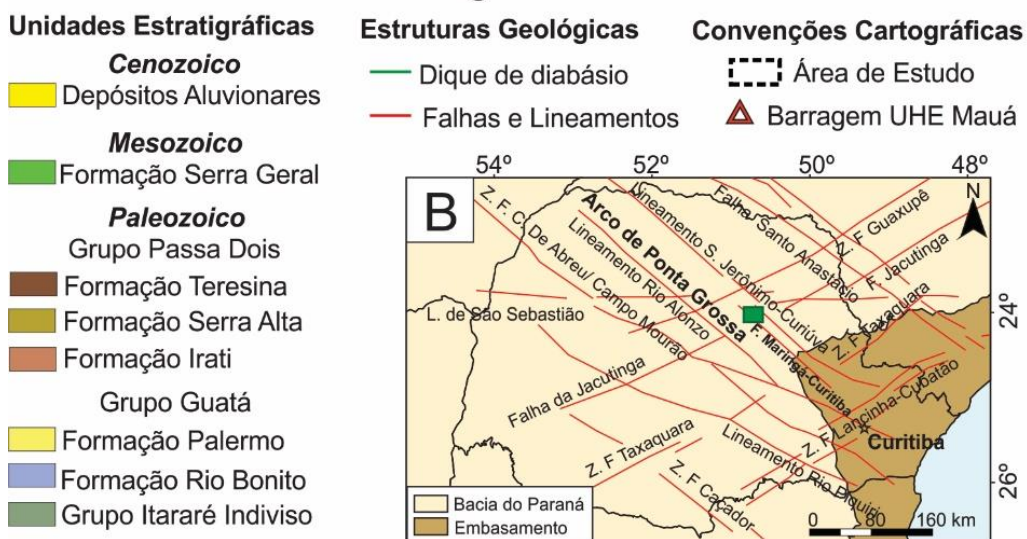 Unidades Estratigráficas
Cenozoico
Depósitos Aluvionares
Mesozoico
Formação Serra Geral
Paleozoico
Grupo Passa Dois
Formação Teresina
Formação Serra Alta
Formação Irati
Grupo Guatá
Formação Palermo
Formação Rio Bonito
Grupo Itararé Indiviso
Estruturas Geológicas
Dique de diabásio
Falhas e Lineamentos
Convenções Cartográficas
Área de Estudo
Barragem UHE Mauá
54º
52º
50º
48º
B
N
Z. F. C. De Abreu/ Campo Mourão
Lineamento Rio Alonzo
Arco de Ponta Grossa
Lineamento S. Jerônimo-Curiúva
Falha Santo Anastácio
Z. F Guaxupê
F. Jacutinga
Z. F Taxaquara
24º
L. de São Sebastião
F. Maringá-Curitiba
Falha da Jacutinga
Z. F Lancinha-Cubatão
Curitiba
Z. F Taxaquara
Z. F Caçador
Lineamento Rio Piquiri
26º
Bacia do Paraná
Embasamento
0 80 160 km